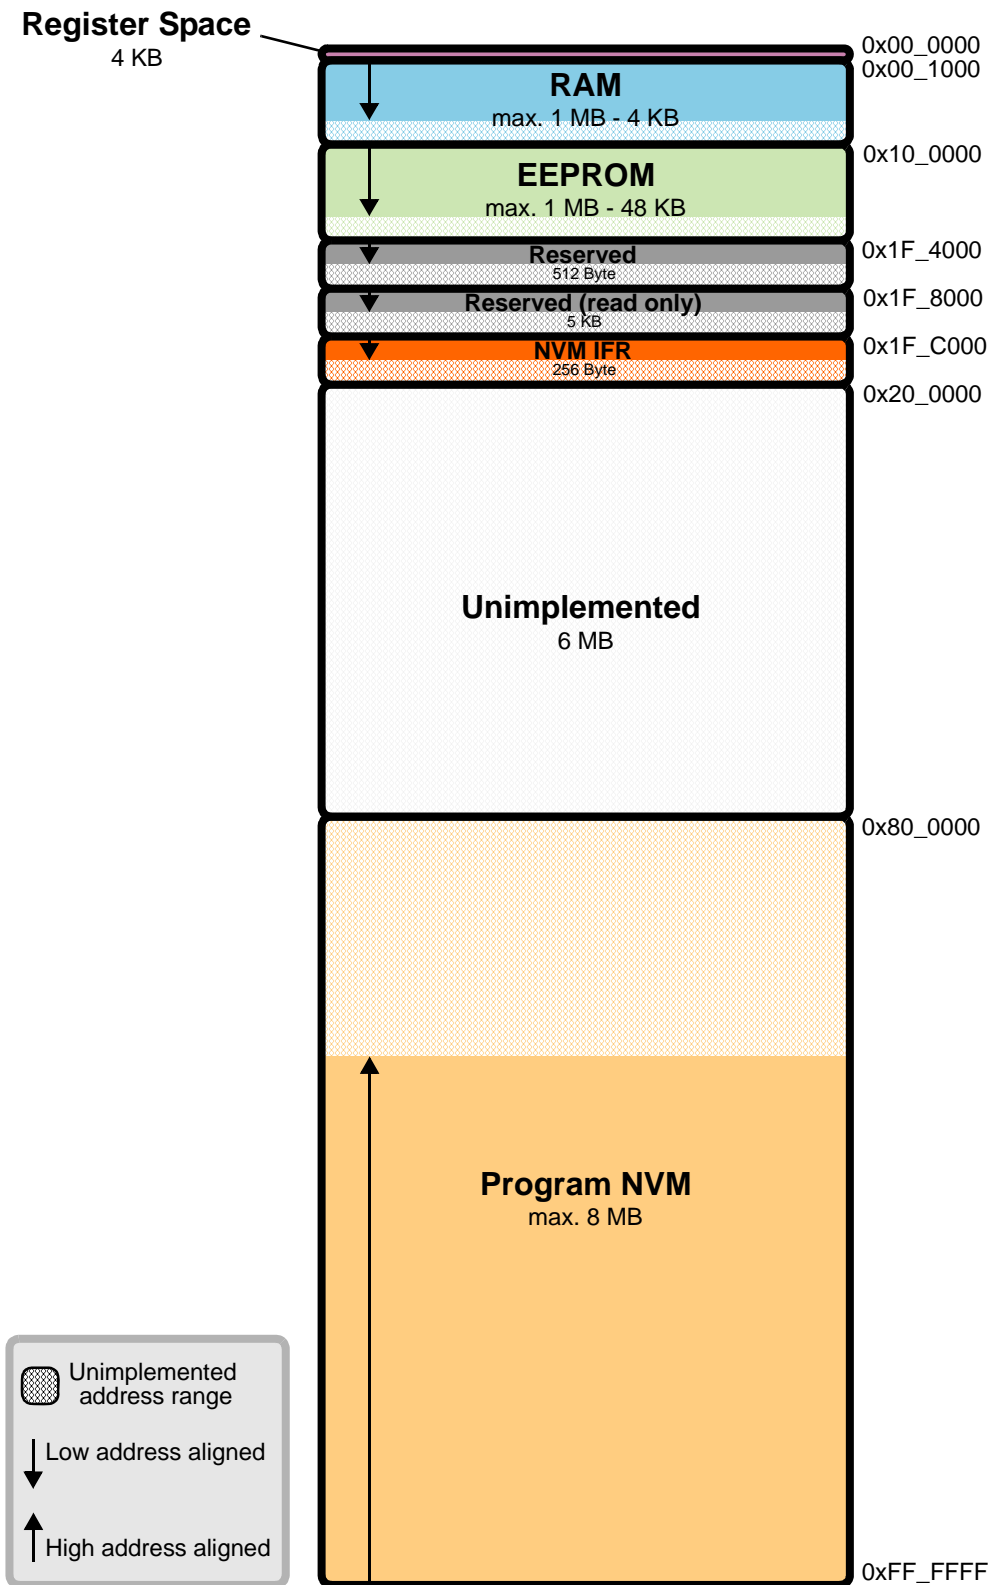 Register Space
4 KB
0x00_0000
0x00_1000
RAM
max. 1 MB - 4 KB
0x10_0000
EEPROM
max. 1 MB - 48 KB
0x1F_4000
Reserved
512 Byte
0x1F_8000
Reserved (read only)
5 KB
0x1F_C000
NVM IFR
256 Byte
0x20_0000
Unimplemented
6 MB
0x80_0000
Program NVM
max. 8 MB
Unimplemented
address range
Low address aligned
High address aligned
0xFF_FFFF